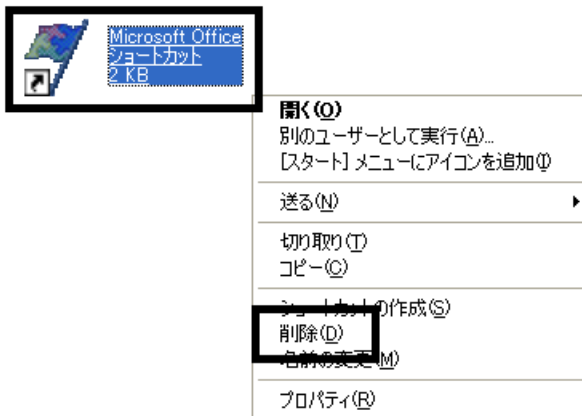 Microsoft Office
ショートカット
2 KB
開く(O)
別のユーザーとして実行(A)...
[スタート] メニューにアイコンを追加(I)
送る(N)
切り取り(T)
コピー(C)
ショートカットの作成(S)
削除(D)
名前の変更(M)
プロパティ(R)